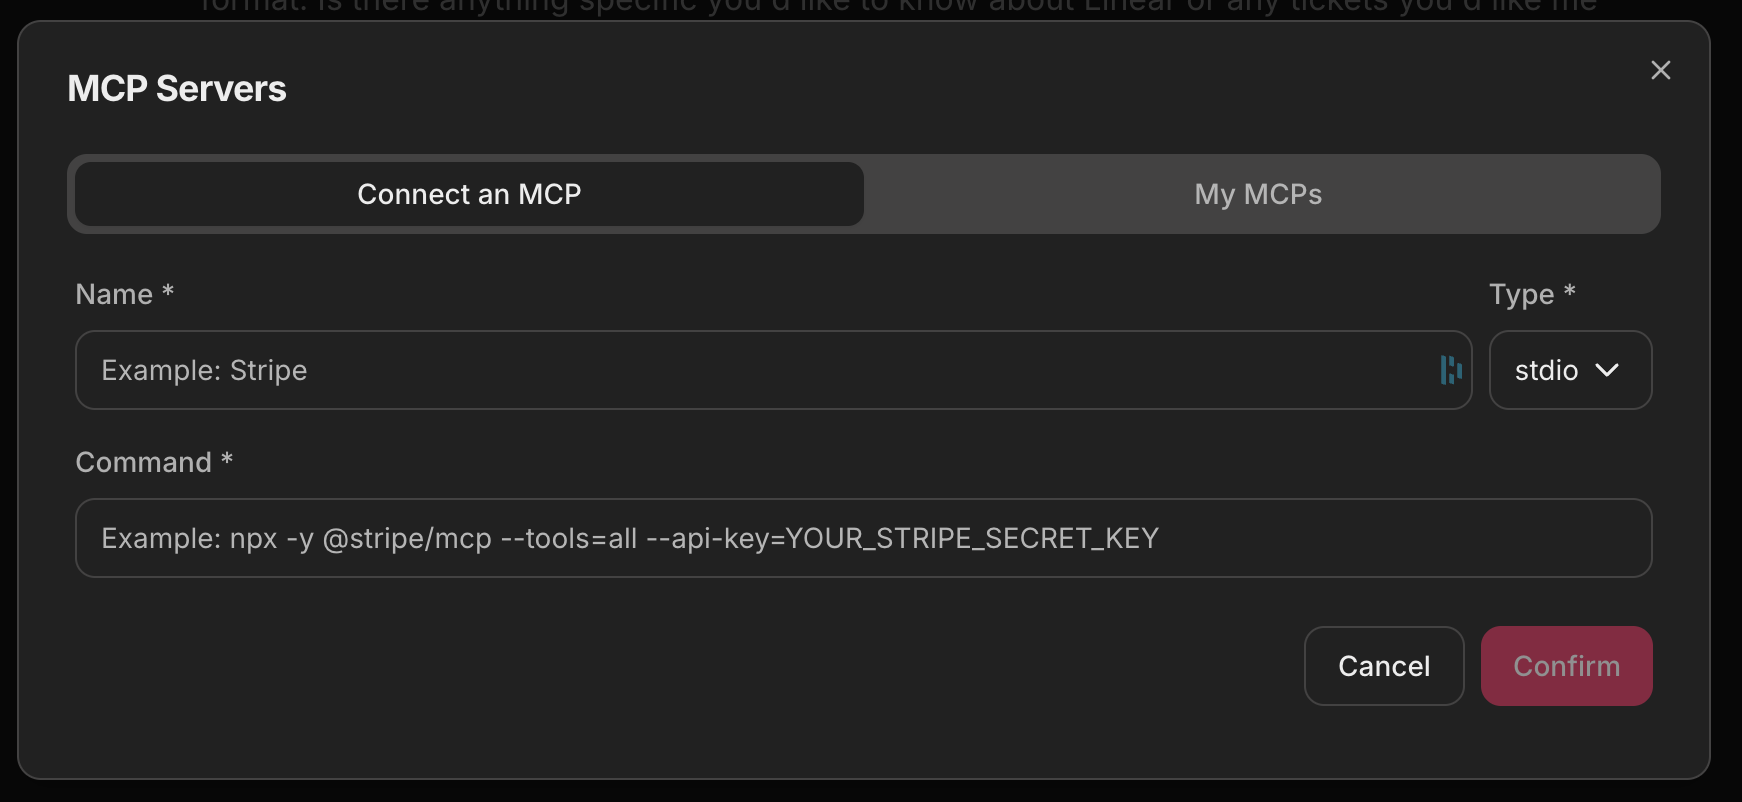 format. Is there anything specific you'd like to know about Linear or any tickets you'd like me
MCP Servers
Connect an MCP
My MCPs
Name *
Type *
Example: Stripe
stdio
Command *
Example: npx -y @stripe/mcp --tools=all --api-key=YOUR_STRIPE_SECRET_KEY
Cancel
Confirm